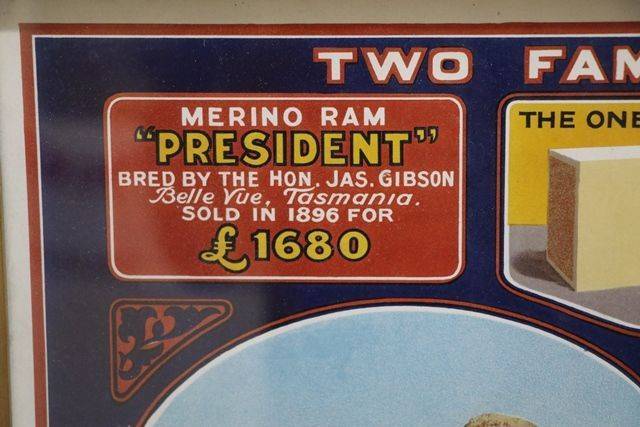 TWO FAM
MERINO RAM
"PRESIDENT"
BRED BY THE HON. JAS. GIBSON
Belle Vue, Tasmania.
SOLD IN 1896 FOR
£1680
THE ONE